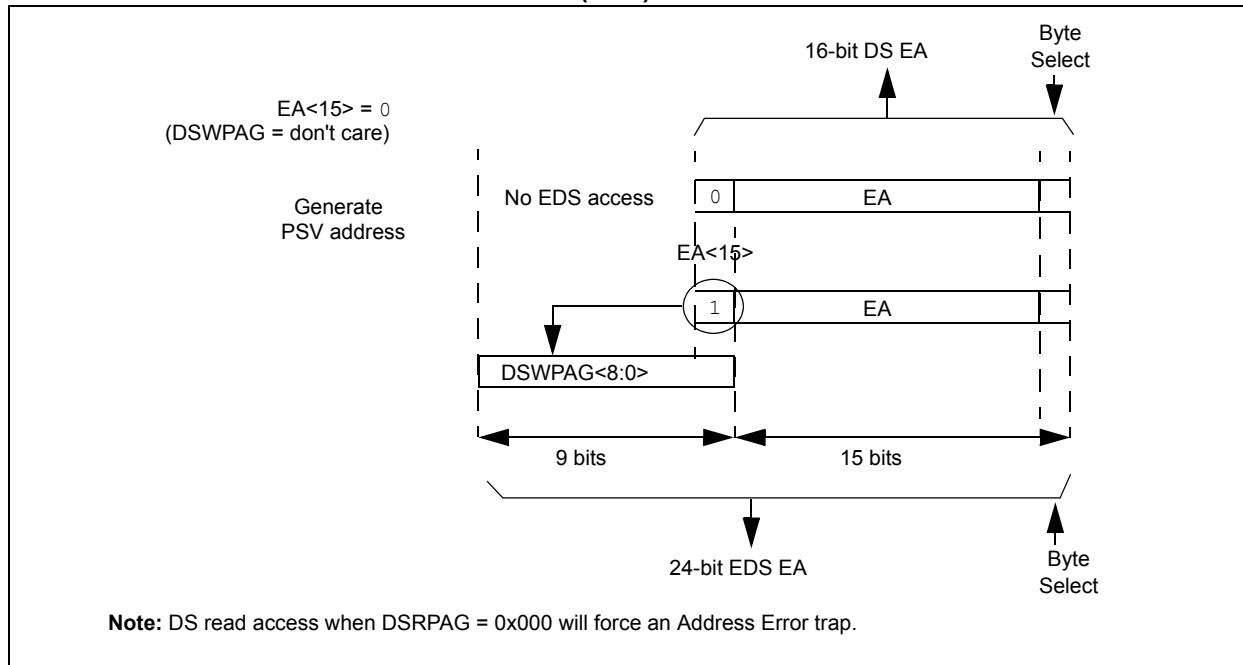 16-bit DS EA
Byte
Select
EA<15> = 0
(DSWPAG = don't care)
Generate
PSV address
No EDS access
0
EA
EA<15>
1
EA
DSWPAG<8:0>
9 bits
15 bits
24-bit EDS EA
Byte
Select
Note: DS read access when DSRPAG = 0x000 will force an Address Error trap.